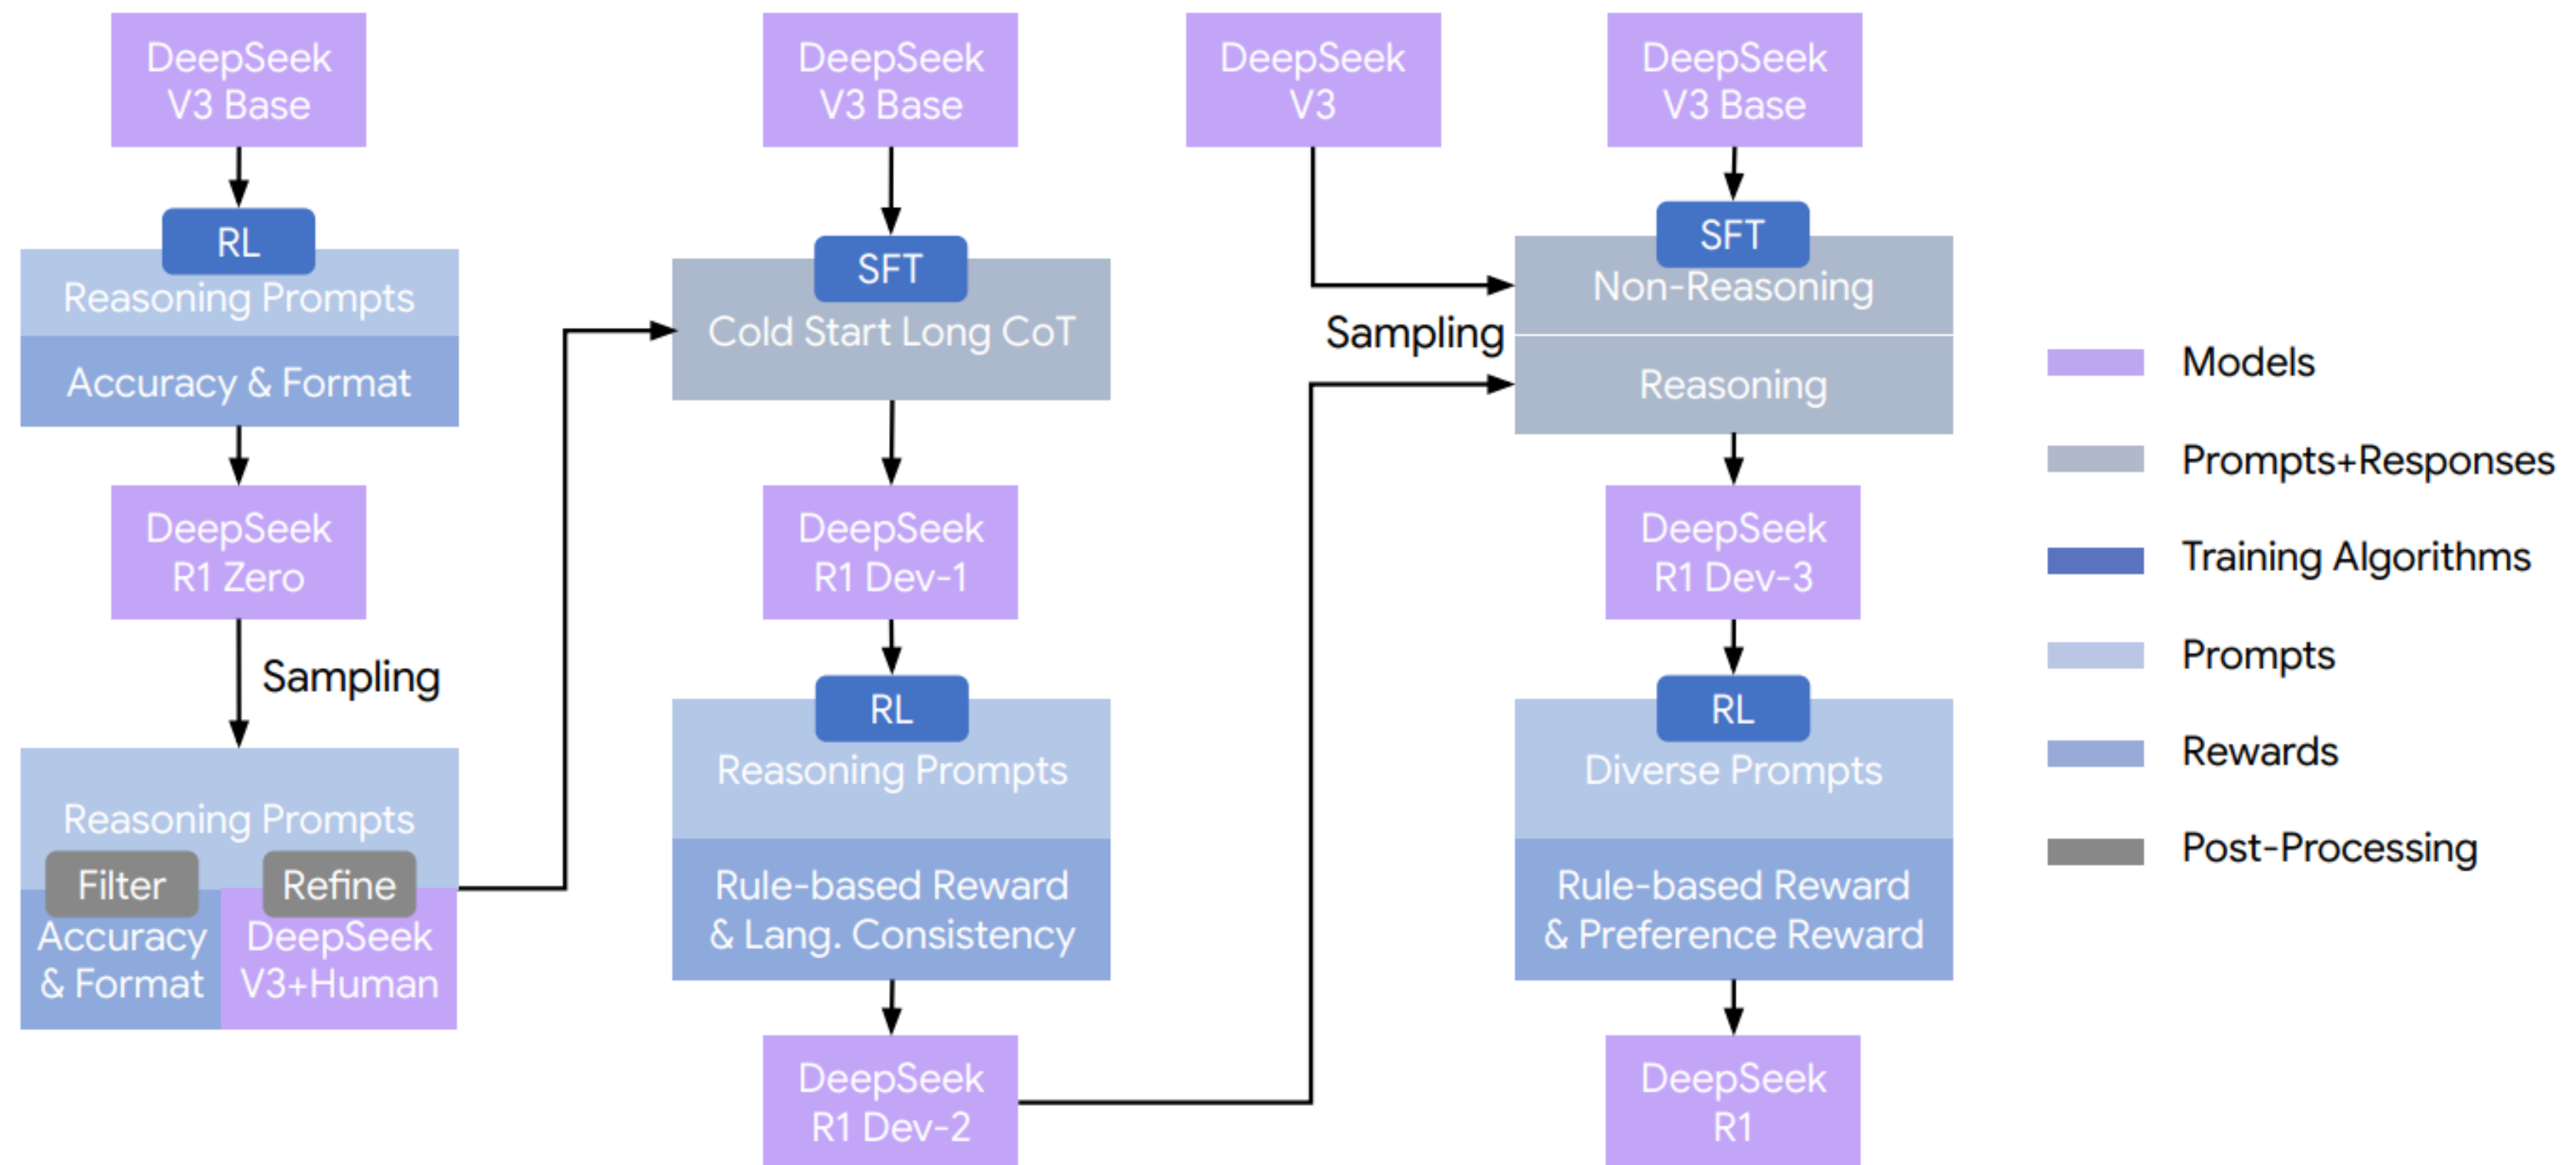 DeepSeek
V3 Base
RL
Reasoning Prompts
Accuracy & Format
DeepSeek
R1 Zero
Sampling
Reasoning Prompts
Filter
Refine
Accuracy
& Format
DeepSeek
V3+Human
DeepSeek
V3 Base
SFT
Cold Start Long CoT
DeepSeek
R1 Dev-1
RL
Reasoning Prompts
Rule-based Reward
& Lang. Consistency
DeepSeek
R1 Dev-2
DeepSeek
V3
Sampling
DeepSeek
V3 Base
SFT
Non-Reasoning
Reasoning
DeepSeek
R1 Dev-3
RL
Diverse Prompts
Rule-based Reward
& Preference Reward
DeepSeek
R1
Models
Prompts+Responses
Training Algorithms
Prompts
Rewards
Post-Processing